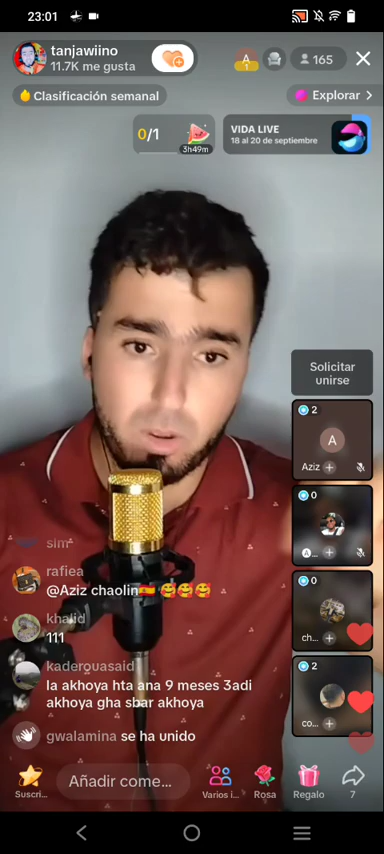 23:01
tanjawiino
11.7K me gusta
A
1
165
Clasificación semanal
Explorar
0/1
3h49m
VIDA LIVE
18 al 20 de septiembre
Solicitar
unirse
2
A
Aziz
0
A...
0
ch...
2
co...
sim
rafiea
@Aziz chaolin🇪🇸 🥰🥰🥰
khalid
111
kaderouasaid
la akhoya hta ana 9 meses 3adi
akhoya gha sbar akhoya
gwalamina se ha unido
Suscri...
Añadir come...
Varios i...
Rosa
Regalo
7